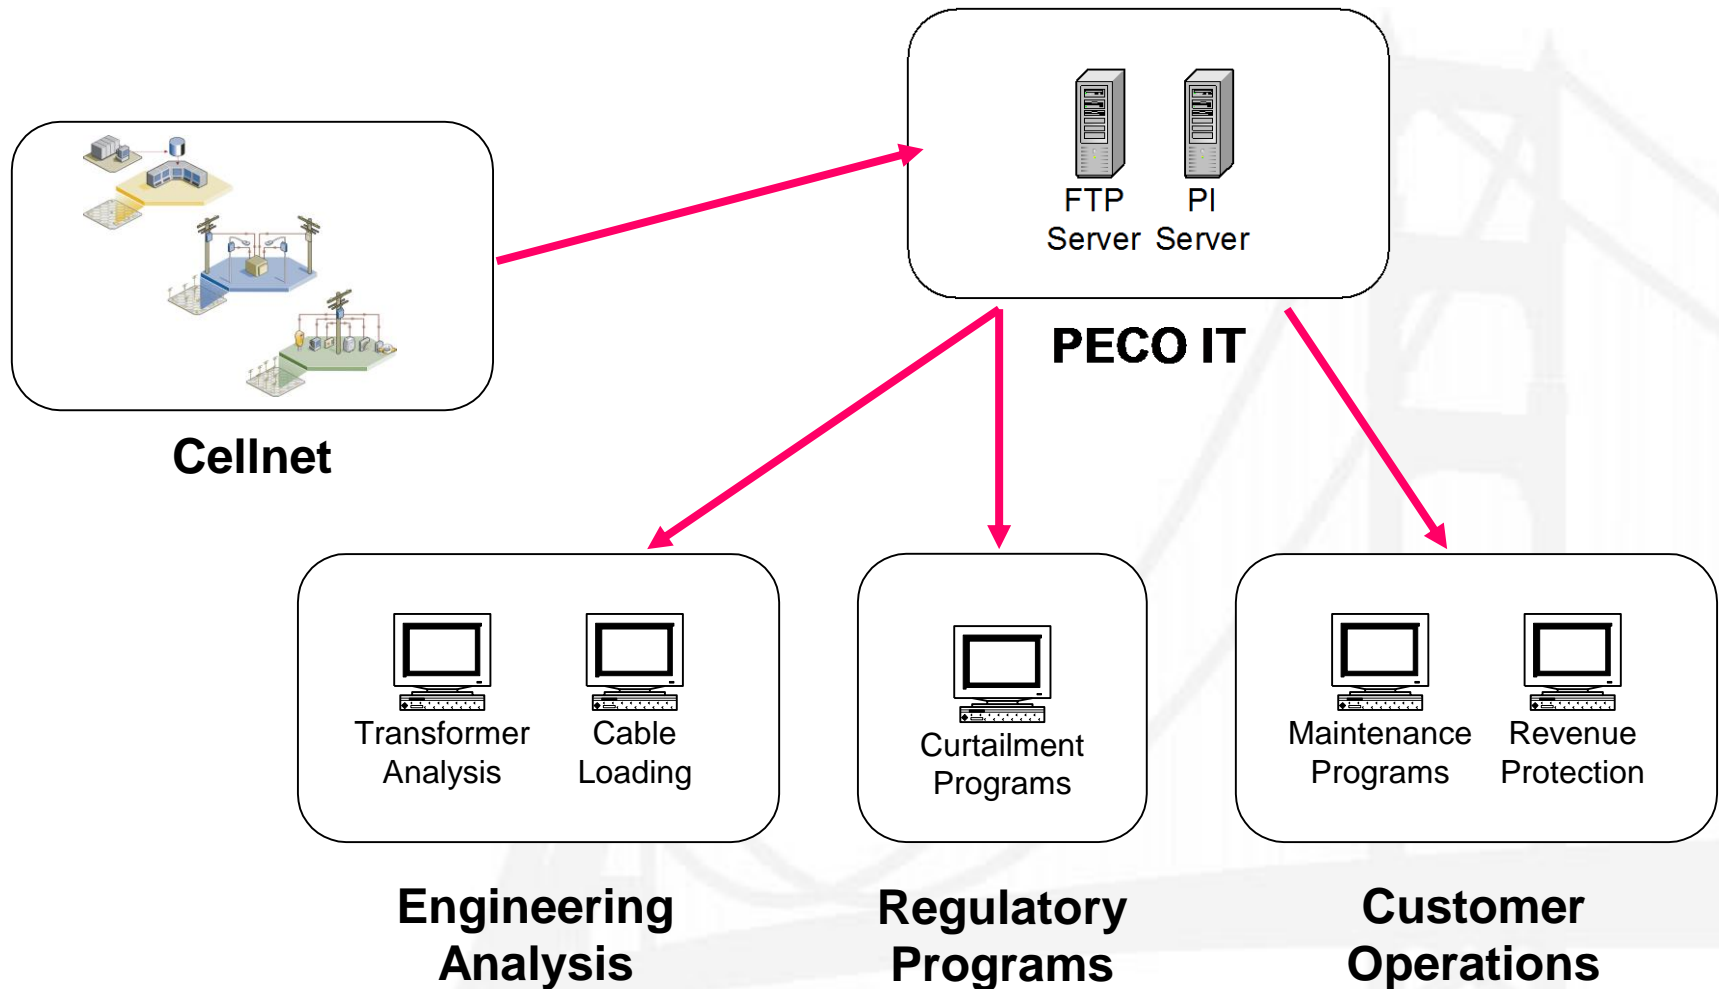 FTP
Server
PI
Server
PECO IT
Cellnet
Transformer
Analysis
Cable
Loading
Curtailment
Programs
Maintenance
Programs
Revenue
Protection
Engineering
Analysis
Regulatory
Programs
Customer
Operations